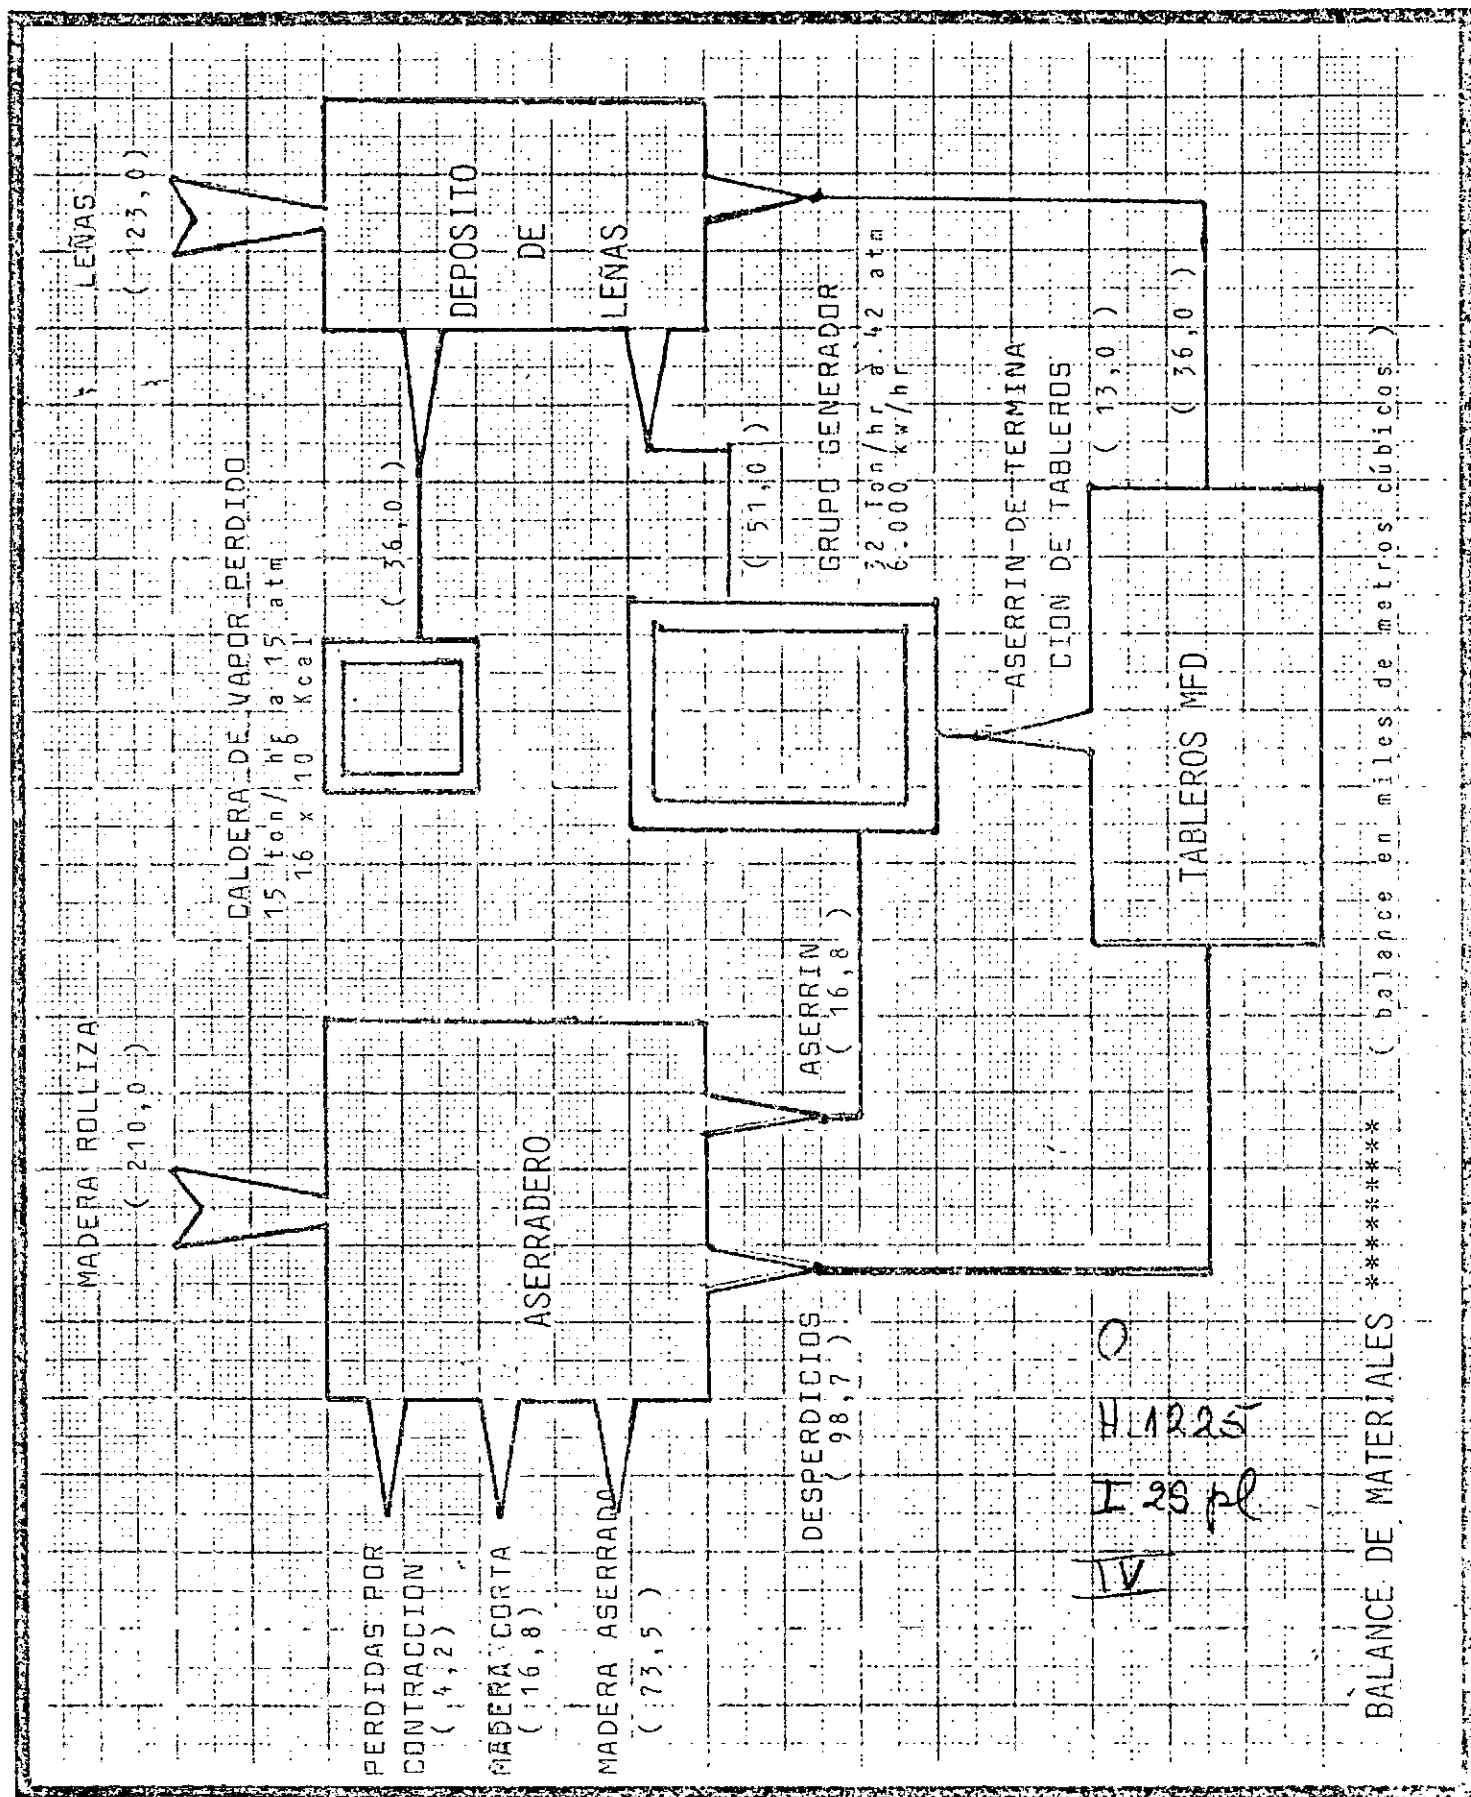 MADERA ROLLIZA
( 210,0 )
LEÑAS
( 123,0 )
CALDERA DE VAPOR PERDIDO
15 ton/ hr a 15 atm
16 x 10⁶ Kcal
( 36,0 )
DEPOSITO
DE
LEÑAS
PERDIDAS POR
CONTRACCION
( 4,2)
MADERA CORTA
( 16,8)
MADERA ASERRADA
( 73,5 )
ASERRADERO
( 51,0 )
DESPERDICIOS
( 98,7 )
ASERRIN
( 16,8 )
GRUPO GENERADOR
32 Ton/hr a 42 atm
6.000 kw/hr
ASERRIN DE TERMINA
CION DE TABLEROS
( 13,0 )
( 36,0 )
TABLEROS MFD
O
H 1225
I 25 pl
IV
BALANCE DE MATERIALES ********* ( balance en miles de metros cúbicos )